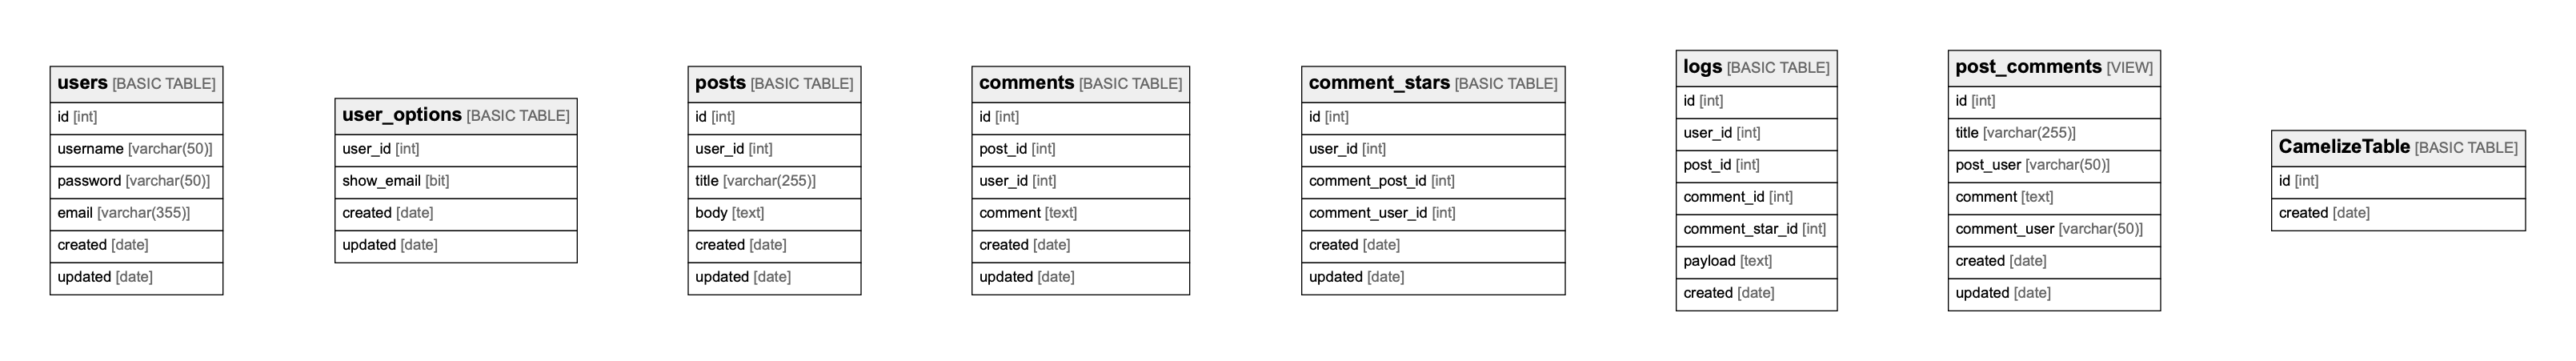 users [BASIC TABLE]
id [int]
username [varchar(50)]
password [varchar(50)]
email [varchar(355)]
created [date]
updated [date]
user_options [BASIC TABLE]
user_id [int]
show_email [bit]
created [date]
updated [date]
posts [BASIC TABLE]
id [int]
user_id [int]
title [varchar(255)]
body [text]
created [date]
updated [date]
comments [BASIC TABLE]
id [int]
post_id [int]
user_id [int]
comment [text]
created [date]
updated [date]
comment_stars [BASIC TABLE]
id [int]
user_id [int]
comment_post_id [int]
comment_user_id [int]
created [date]
updated [date]
logs [BASIC TABLE]
id [int]
user_id [int]
post_id [int]
comment_id [int]
comment_star_id [int]
payload [text]
created [date]
post_comments [VIEW]
id [int]
title [varchar(255)]
post_user [varchar(50)]
comment [text]
comment_user [varchar(50)]
created [date]
updated [date]
CamelizeTable [BASIC TABLE]
id [int]
created [date]